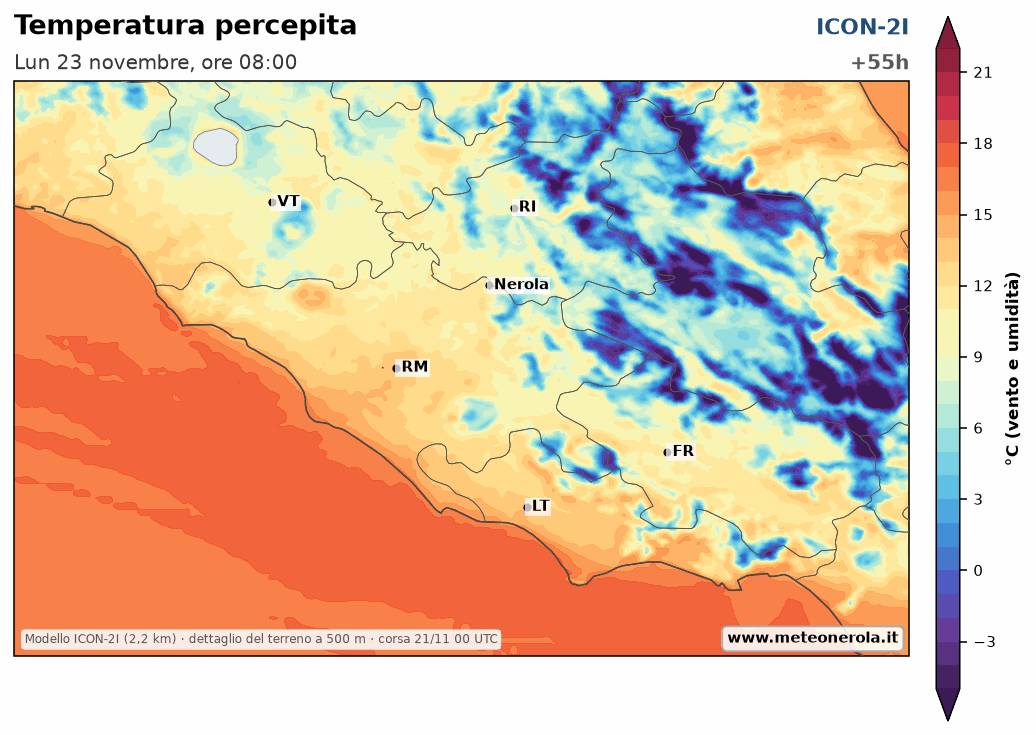 Temperatura percepita
ICON-2I
Lun 23 novembre, ore 08:00
+55h
21
18
15
12
9
6
3
0
−3
°C (vento e umidità)
VT
RI
Nerola
RM
FR
LT
Modello ICON-2I (2,2 km) · dettaglio del terreno a 500 m · corsa 21/11 00 UTC
www.meteonerola.it